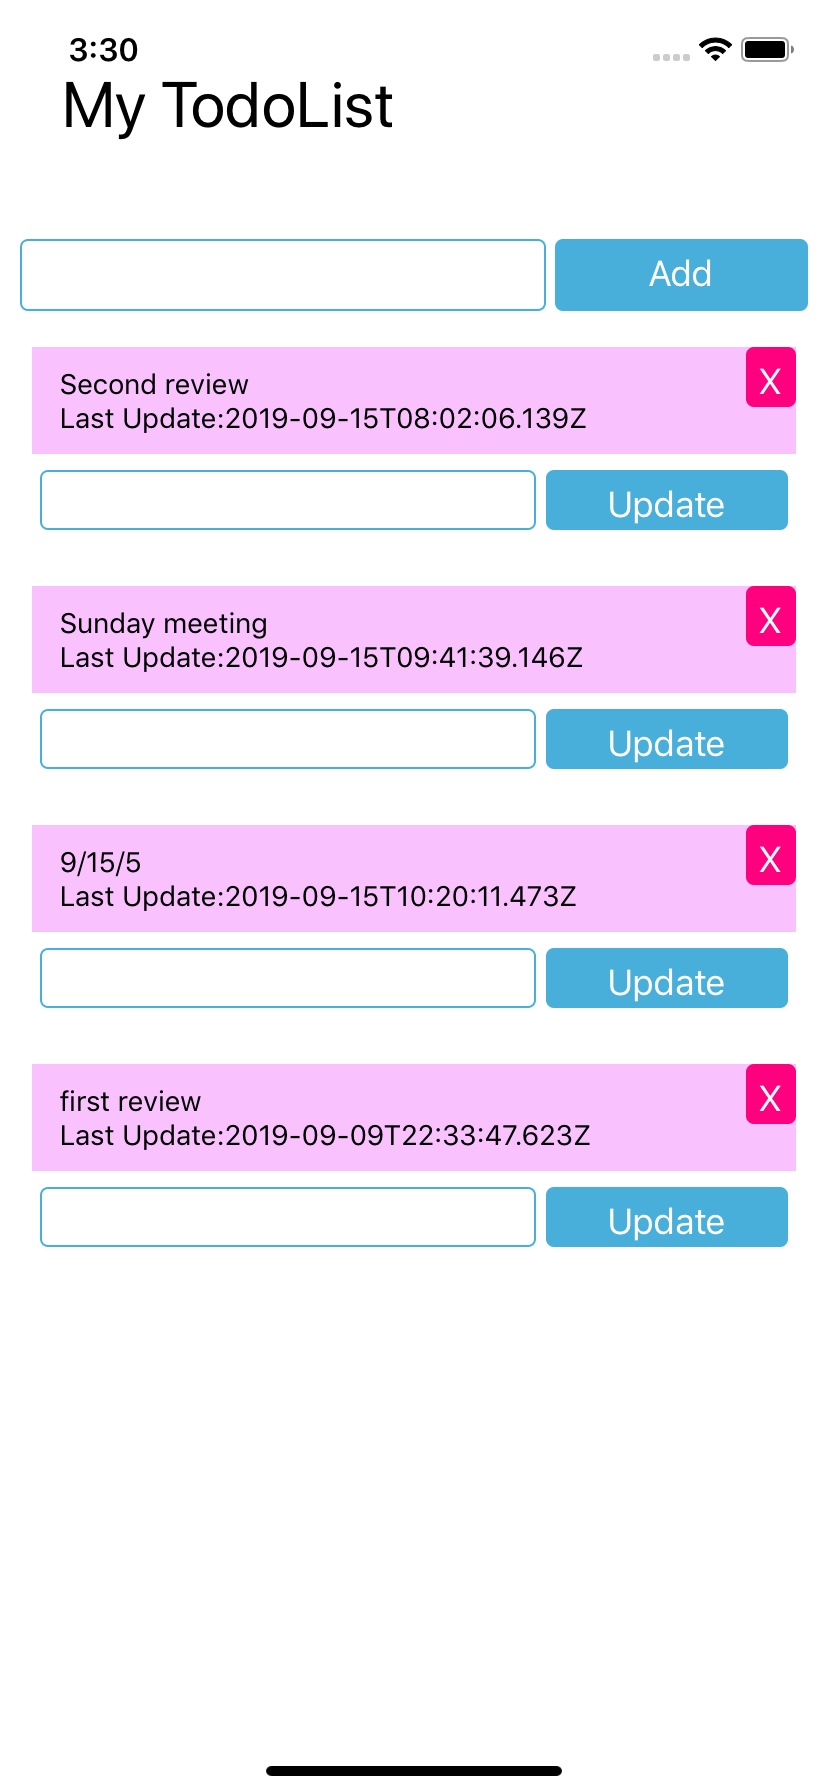 3:30
My TodoList
Add
Second review
X
Last Update:2019-09-15T08:02:06.139Z
Update
Sunday meeting
X
Last Update:2019-09-15T09:41:39.146Z
Update
9/15/5
X
Last Update:2019-09-15T10:20:11.473Z
Update
first review
X
Last Update:2019-09-09T22:33:47.623Z
Update